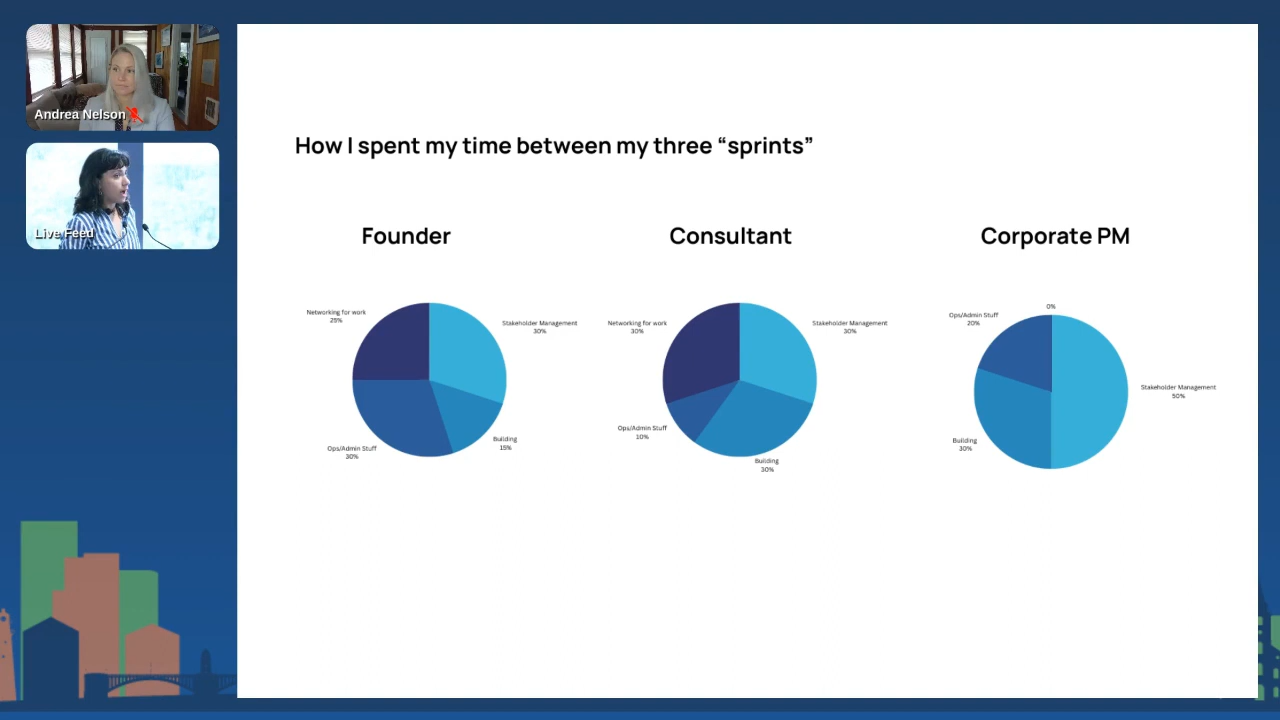 Andrea Nelson
Live Feed
How I spent my time between my three “sprints”
Founder
Networking for work
25%
Stakeholder Management
30%
Building
15%
Ops/Admin Stuff
30%
Consultant
Networking for work
30%
Stakeholder Management
30%
Ops/Admin Stuff
10%
Building
30%
Corporate PM
0%
Ops/Admin Stuff
20%
Stakeholder Management
50%
Building
30%